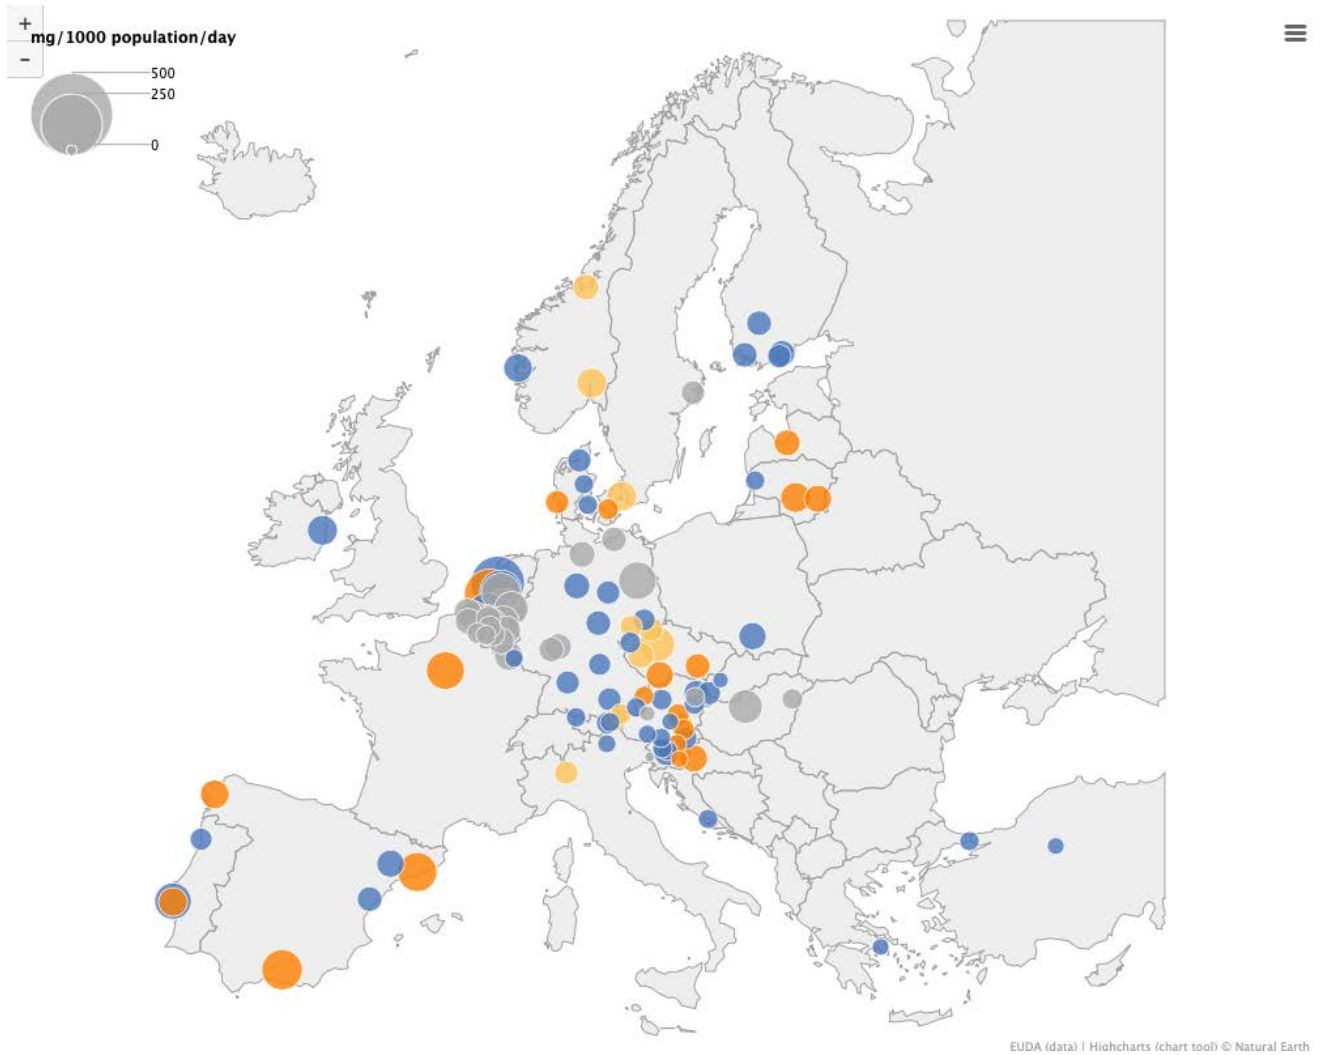 +
mg/1000 population/day
−
500
250
0
EUDA (data) | Highcharts (chart tool) © Natural Earth